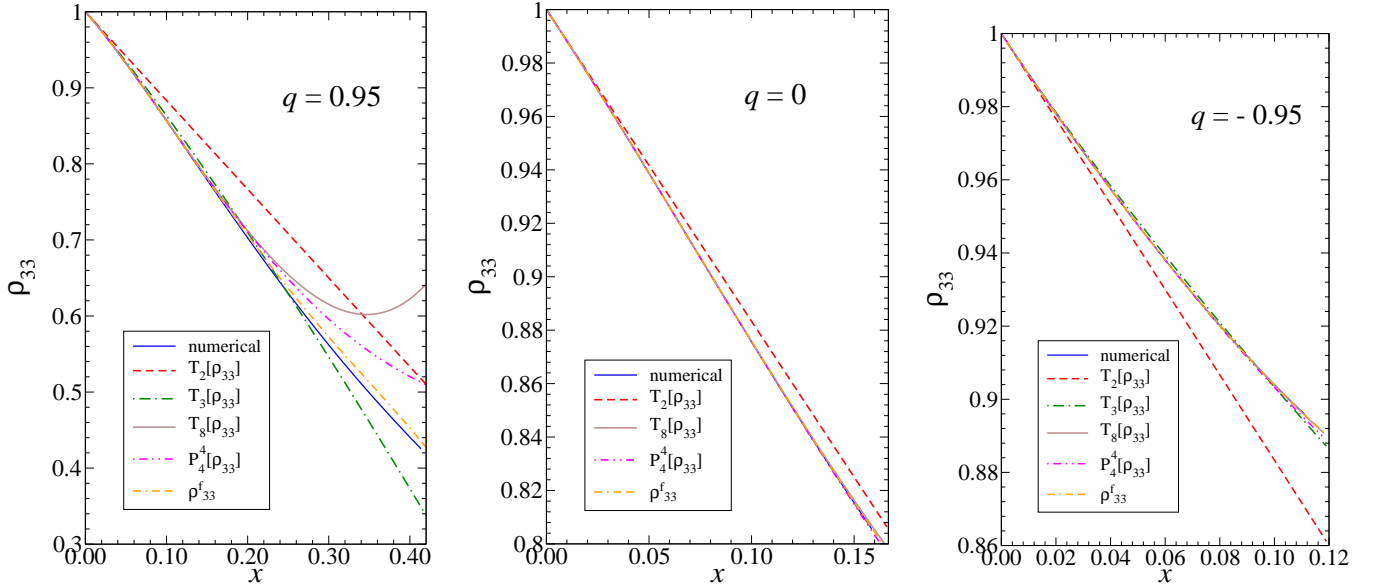 1
0.9
0.8
0.7
0.6
0.5
0.4
0.3
ρ33
q = 0.95
numerical
T2[ρ33]
T3[ρ33]
T8[ρ33]
P44[ρ33]
ρf33
0.00 0.10 0.20 0.30 0.40
x
1
0.98
0.96
0.94
0.92
0.9
0.88
0.86
0.84
0.82
0.8
ρ33
q = 0
numerical
T2[ρ33]
T8[ρ33]
P44[ρ33]
ρf33
0.00 0.05 0.10 0.15
x
1
0.98
0.96
0.94
0.92
0.9
0.88
0.86
ρ33
q = - 0.95
numerical
T2[ρ33]
T3[ρ33]
T8[ρ33]
P44[ρ33]
ρf33
0.00 0.02 0.04 0.06 0.08 0.10 0.12
x